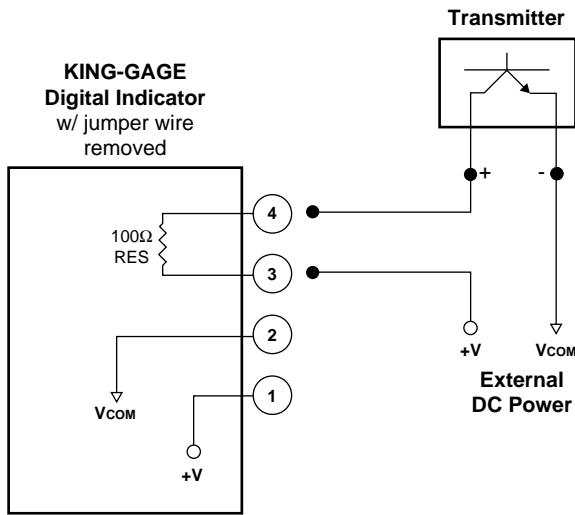 Transmitter
KING-GAGE
Digital Indicator
w/ jumper wire
removed
+
-
4
100Ω
RES
3
2
1
VCOM
+V
+V
VCOM
External
DC Power